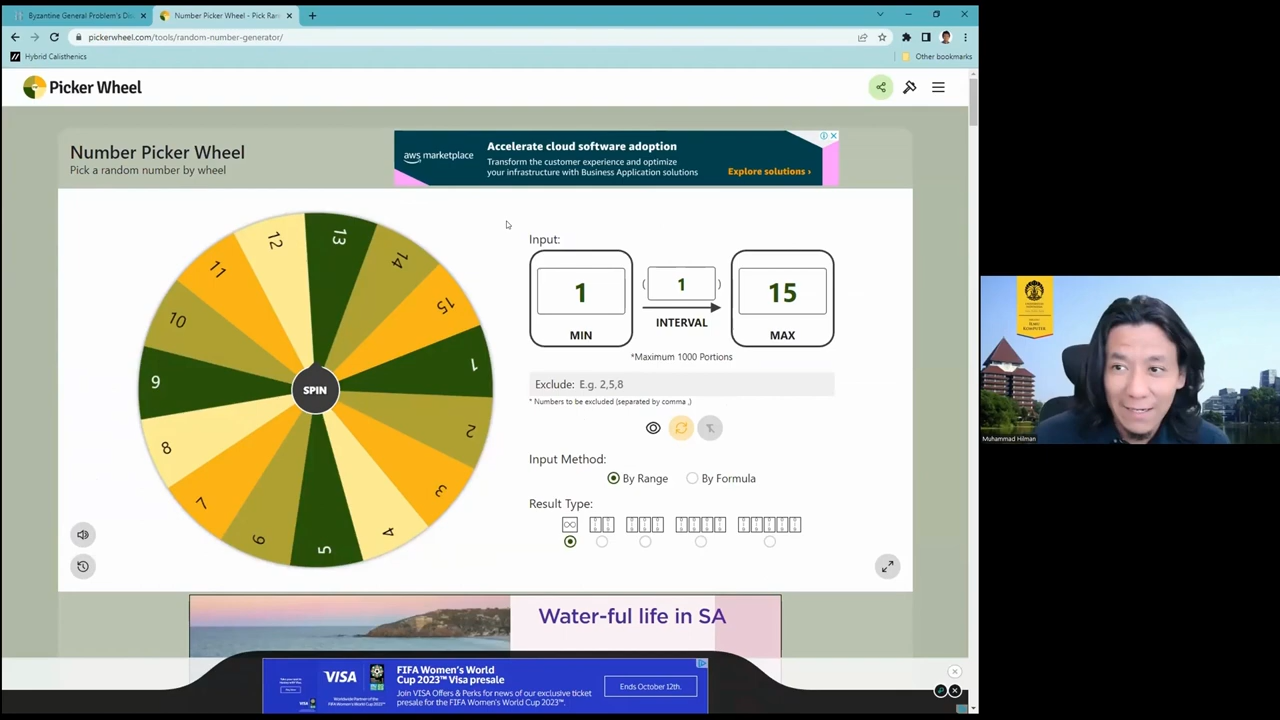 Byzantine General Problem's Dis
Number Picker Wheel - Pick Ran
pickerwheel.com/tools/random-number-generator/
Hybrid Calisthenics
Other bookmarks
Picker Wheel
Number Picker Wheel
Pick a random number by wheel
aws marketplace
Accelerate cloud software adoption
Transform the customer experience and optimize
your infrastructure with Business Application solutions
Explore solutions ›
1
2
3
4
5
6
7
8
9
10
11
12
13
14
15
SPIN
Input:
1
MIN
( 1 )
INTERVAL
15
MAX
*Maximum 1000 Portions
Exclude: E.g. 2,5,8
* Numbers to be excluded (separated by comma ,)
Input Method:
By Range
By Formula
Result Type:
Water-ful life in SA
VISA
FIFA Women's World
Cup 2023™ Visa presale
Join VISA Offers & Perks for news of our exclusive ticket
presale for the FIFA Women's World Cup 2023™.
Ends October 12th.
ILMU
KOMPUTER
Muhammad Hilman